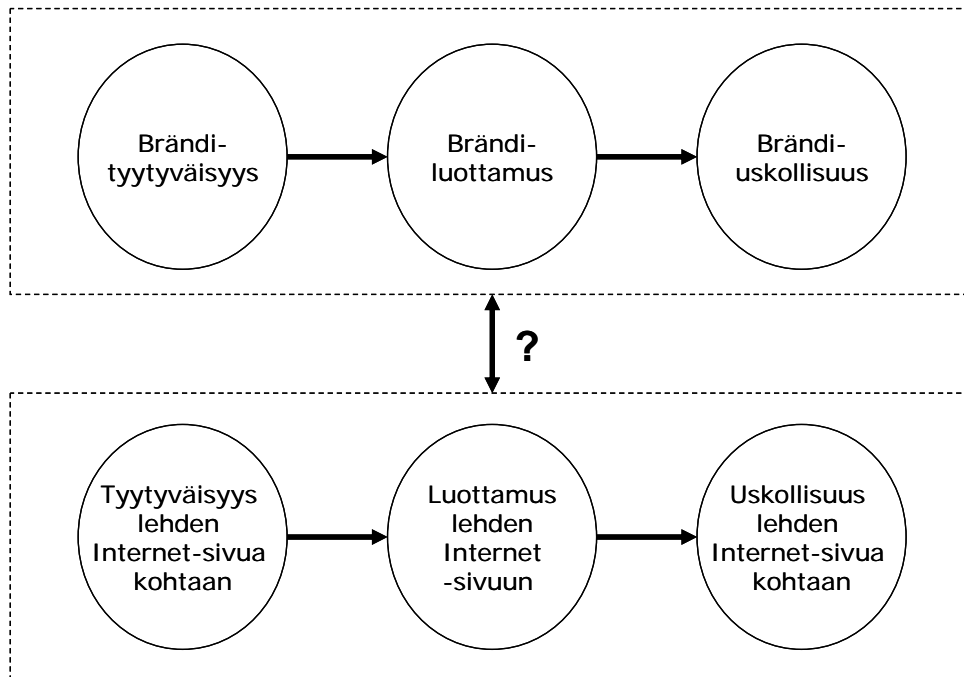 Brändi-
tyytyväisyys
Brändi-
luottamus
Brändi-
uskollisuus
?
Tyytyväisyys
lehden
Internet-sivua
kohtaan
Luottamus
lehden
Internet
-sivuun
Uskollisuus
lehden
Internet-sivua
kohtaan